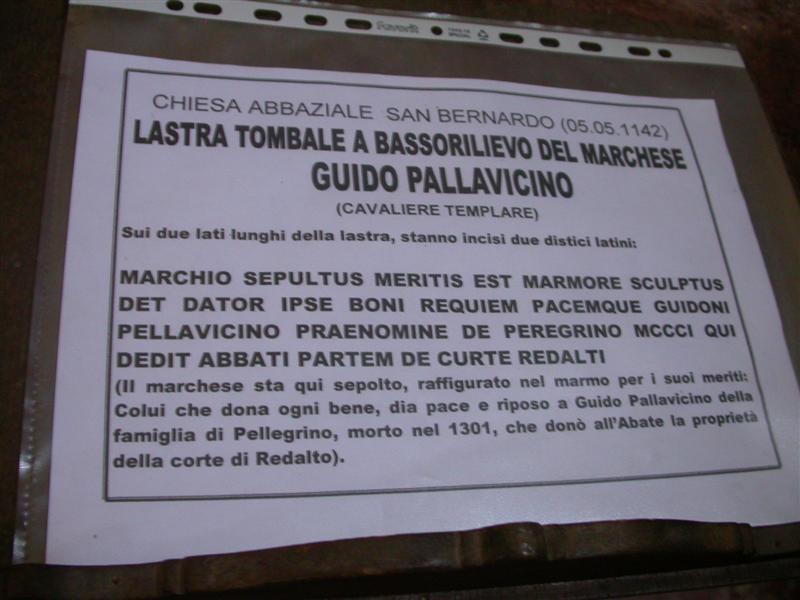 Favorit
CHIESA ABBAZIALE SAN BERNARDO (05.05.1142)
LASTRA TOMBALE A BASSORILIEVO DEL MARCHESE
GUIDO PALLAVICINO
(CAVALIERE TEMPLARE)
Sui due lati lunghi della lastra, stanno incisi due distici latini:
MARCHIO SEPULTUS MERITIS EST MARMORE SCULPTUS
DET DATOR IPSE BONI REQUIEM PACEMQUE GUIDONI
PELLAVICINO PRAENOMINE DE PEREGRINO MCCCI QUI
DEDIT ABBATI PARTEM DE CURTE REDALTI
(Il marchese sta qui sepolto, raffigurato nel marmo per i suoi meriti:
Colui che dona ogni bene, dia pace e riposo a Guido Pallavicino della
famiglia di Pellegrino, morto nel 1301, che donò all'Abate la proprietà
della corte di Redalto).